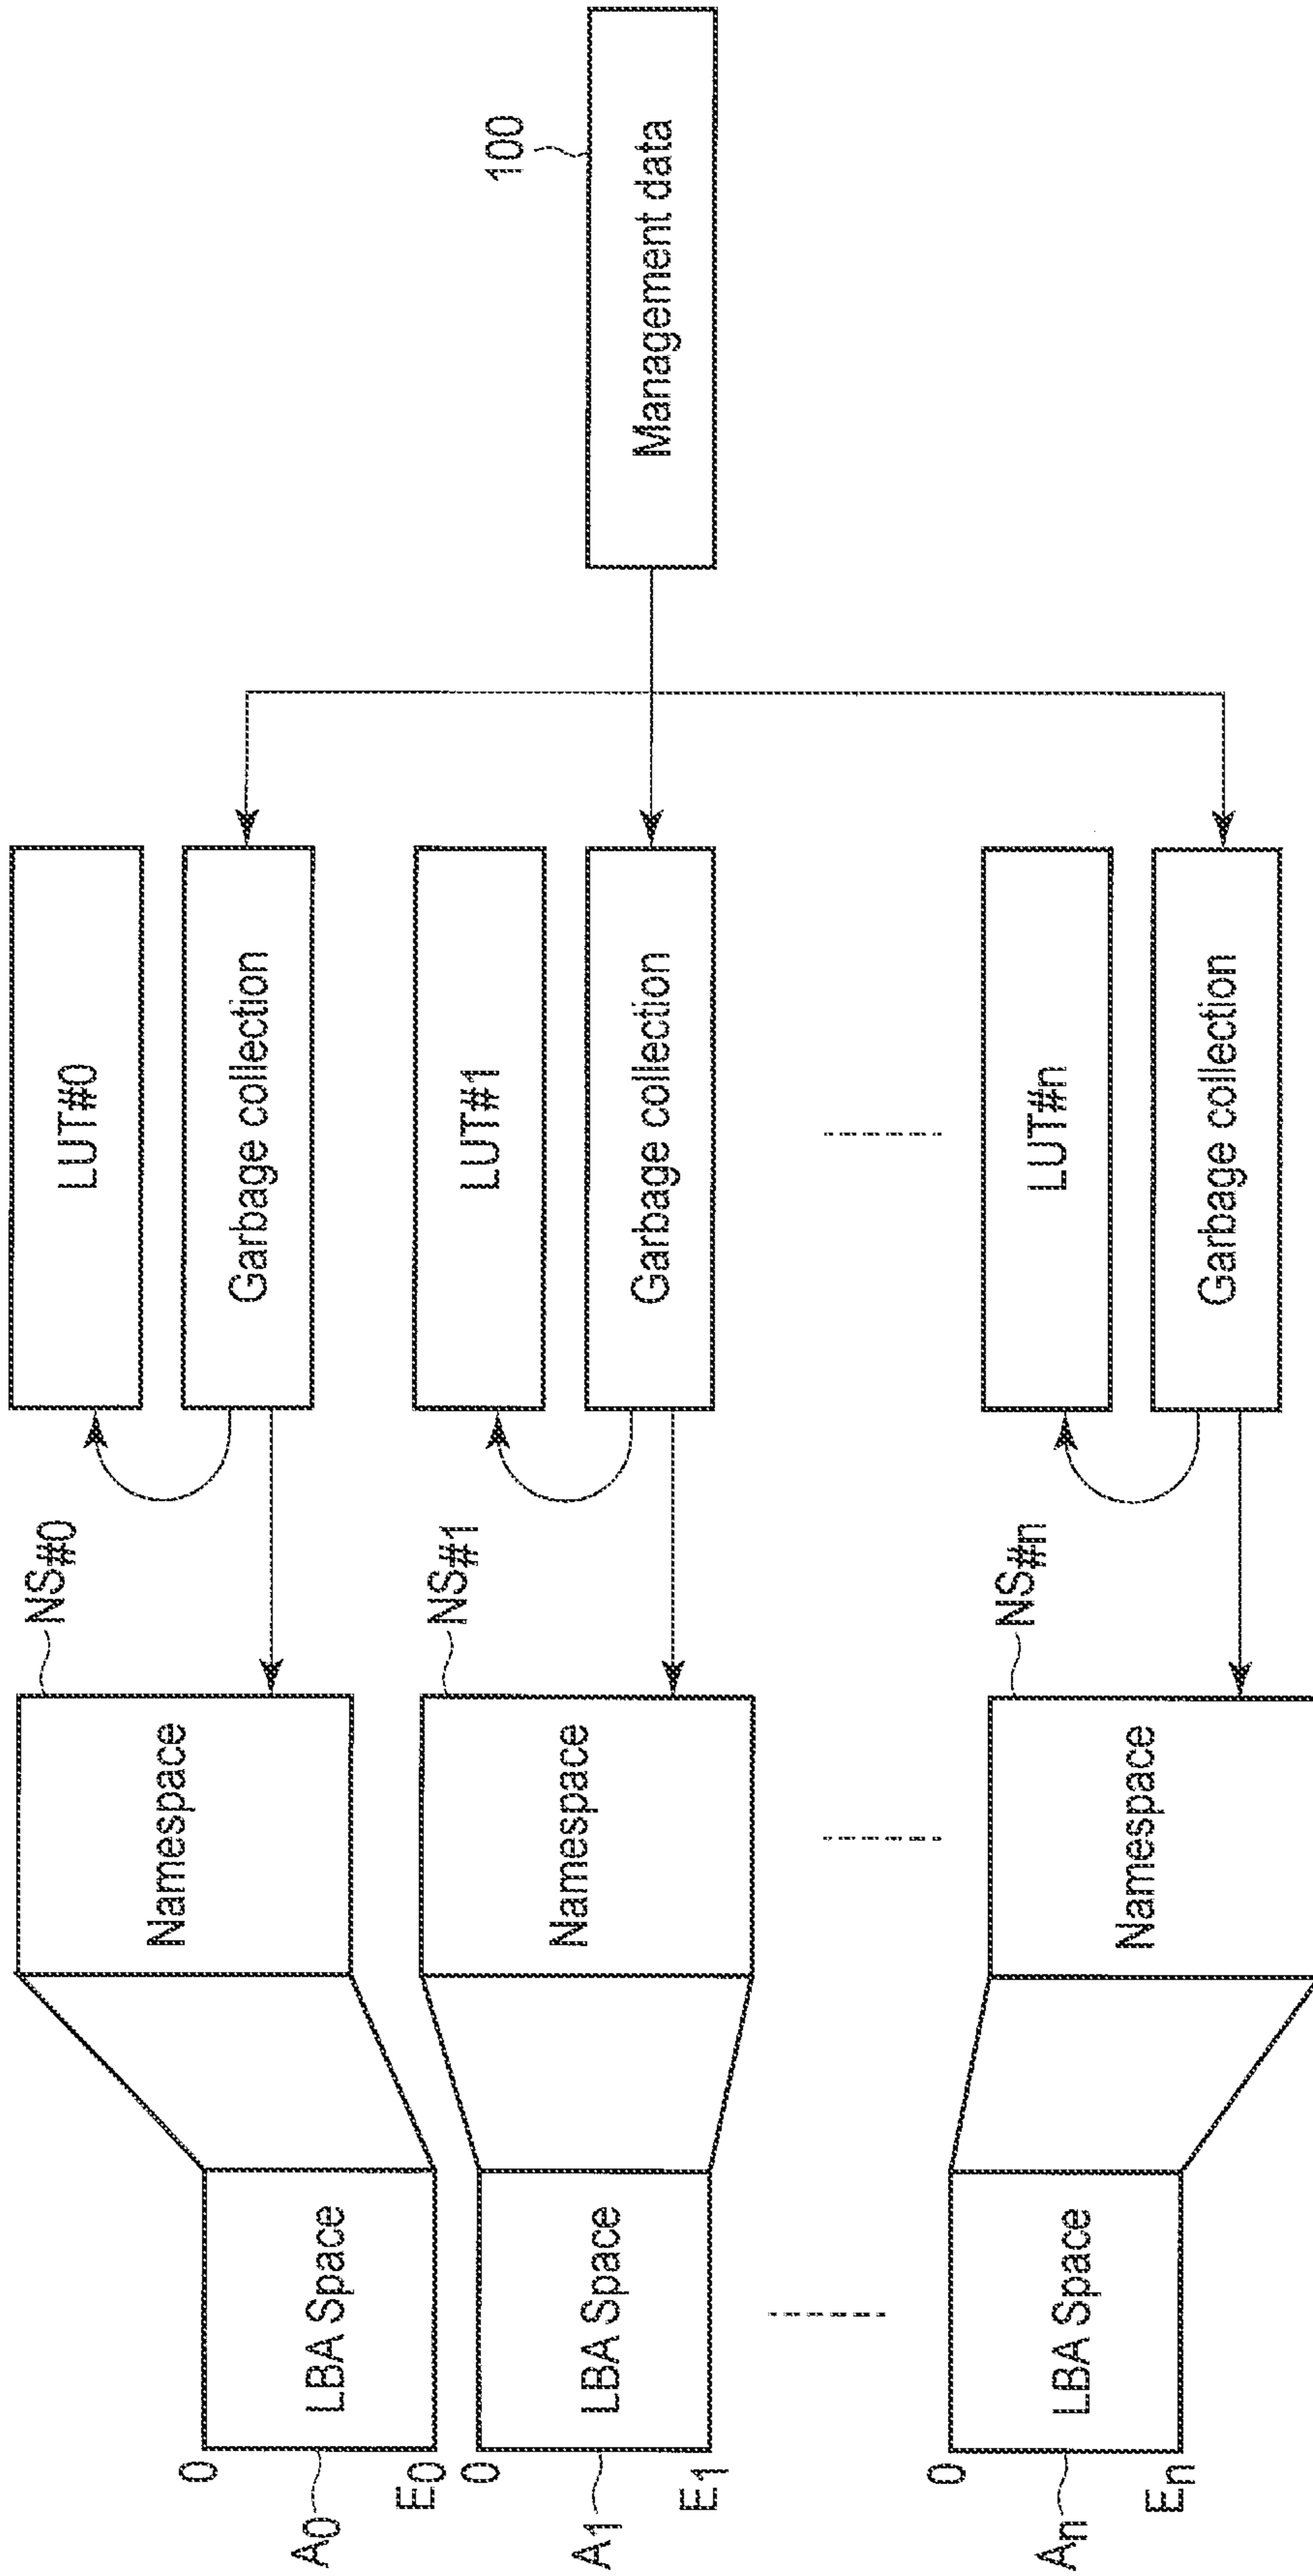 LUT#0
NS#0
Namespace
LBA Space
0
A0
E0
Garbage collection
LUT#1
NS#1
Namespace
LBA Space
0
A1
E1
Garbage collection
100
Management data
LUT#n
NS#n
Namespace
LBA Space
0
An
En
Garbage collection